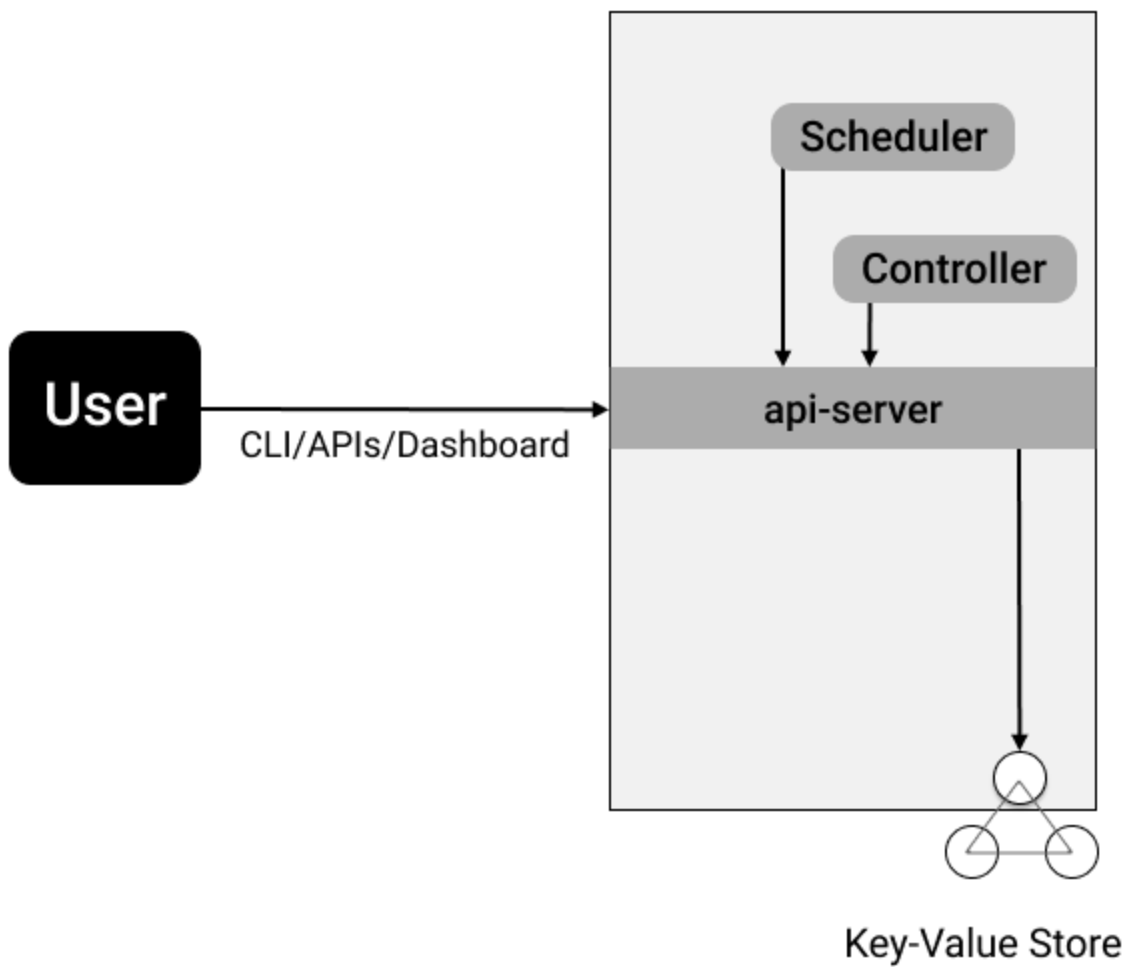 Scheduler
Controller
User
api-server
CLI/APIs/Dashboard
Key-Value Store